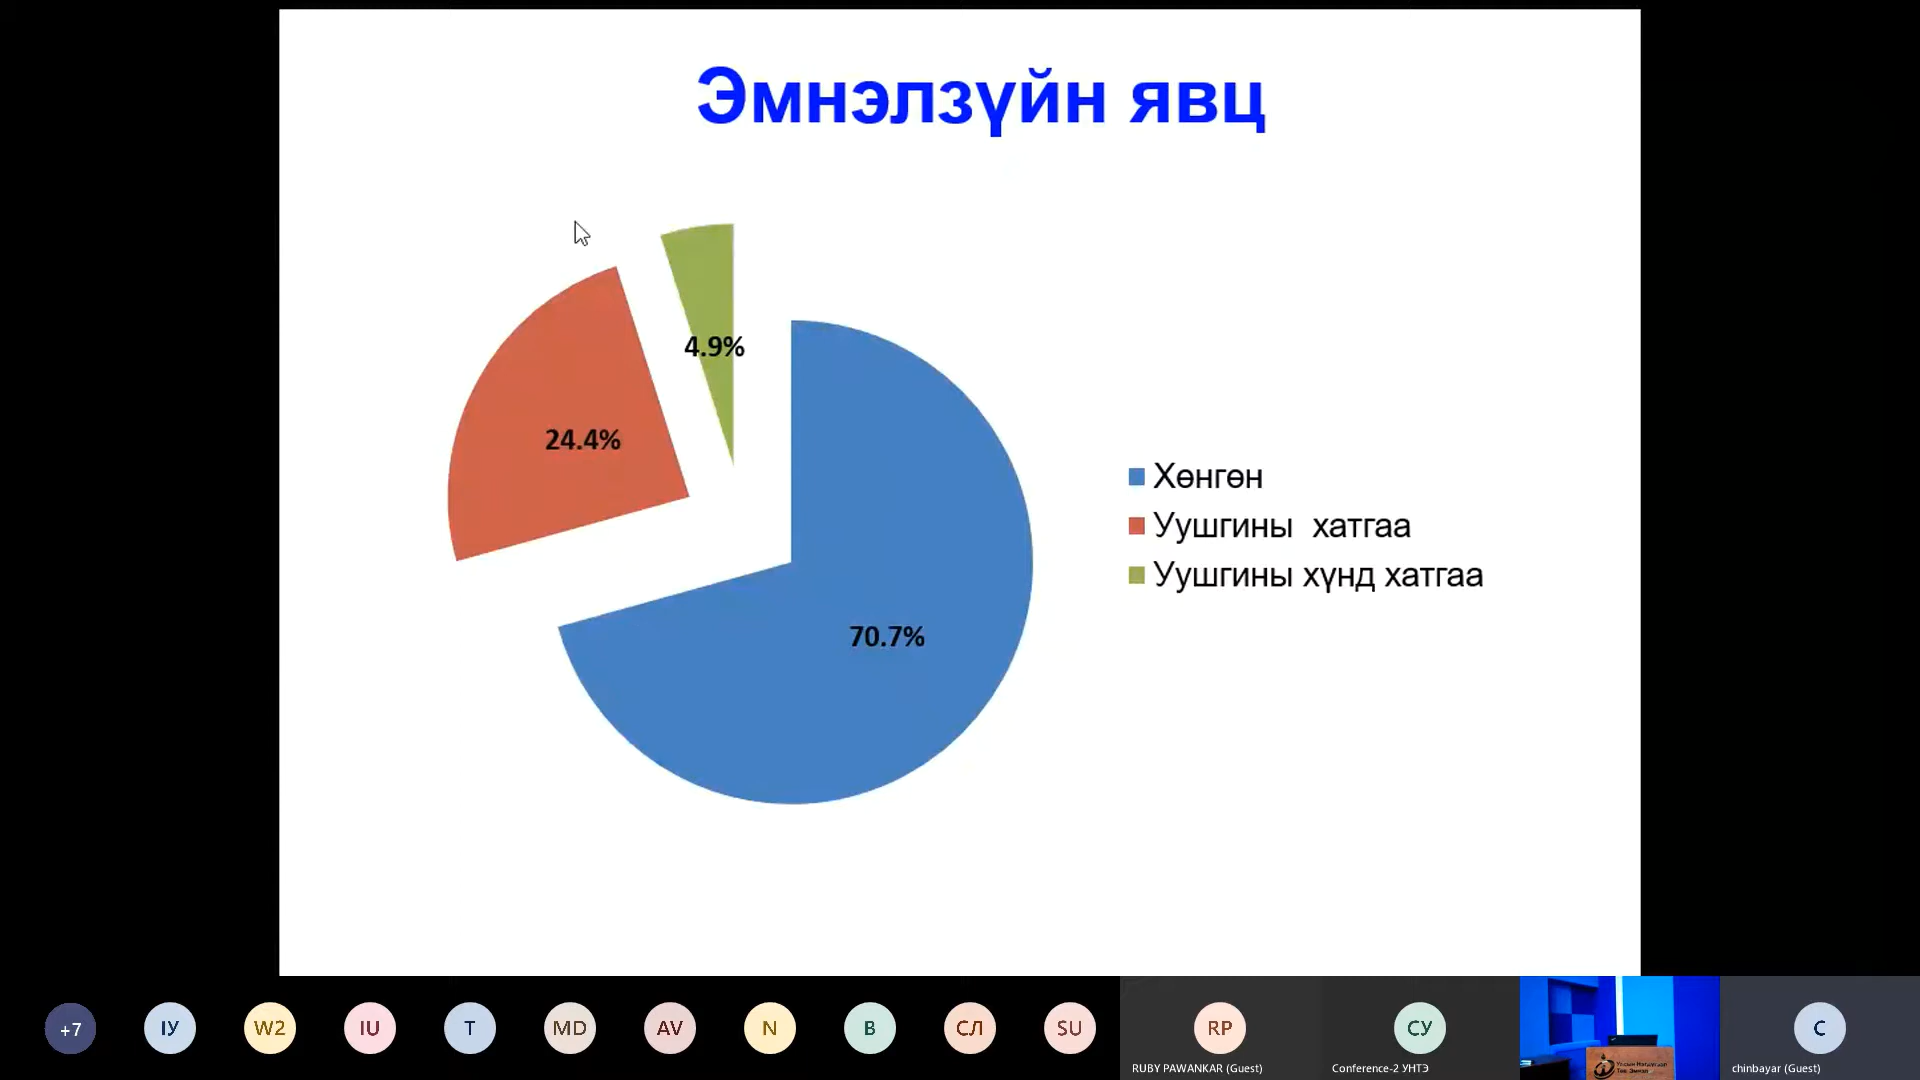 Эмнэлзүйн явц
4.9%
24.4%
70.7%
Хөнгөн
Уушгины хатгаа
Уушгины хүнд хатгаа
+7
IУ
W2
IU
T
MD
AV
N
B
СЛ
SU
RP
RUBY PAWANKAR (Guest)
СУ
Conference-2 УНТЭ
C
chinbayar (Guest)